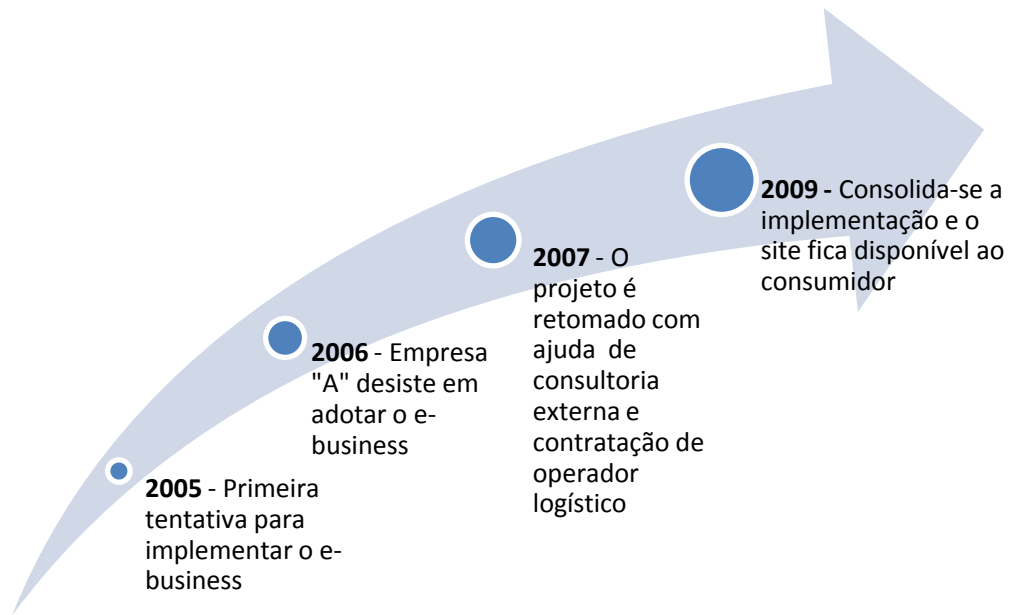 2005 - Primeira
tentativa para
implementar o e-
business
2006 - Empresa
"A" desiste em
adotar o e-
business
2007 - O
projeto é
retomado com
ajuda  de
consultoria
externa e
contratação de
operador
logístico
2009 - Consolida-se a
implementação e o
site fica disponível ao
consumidor